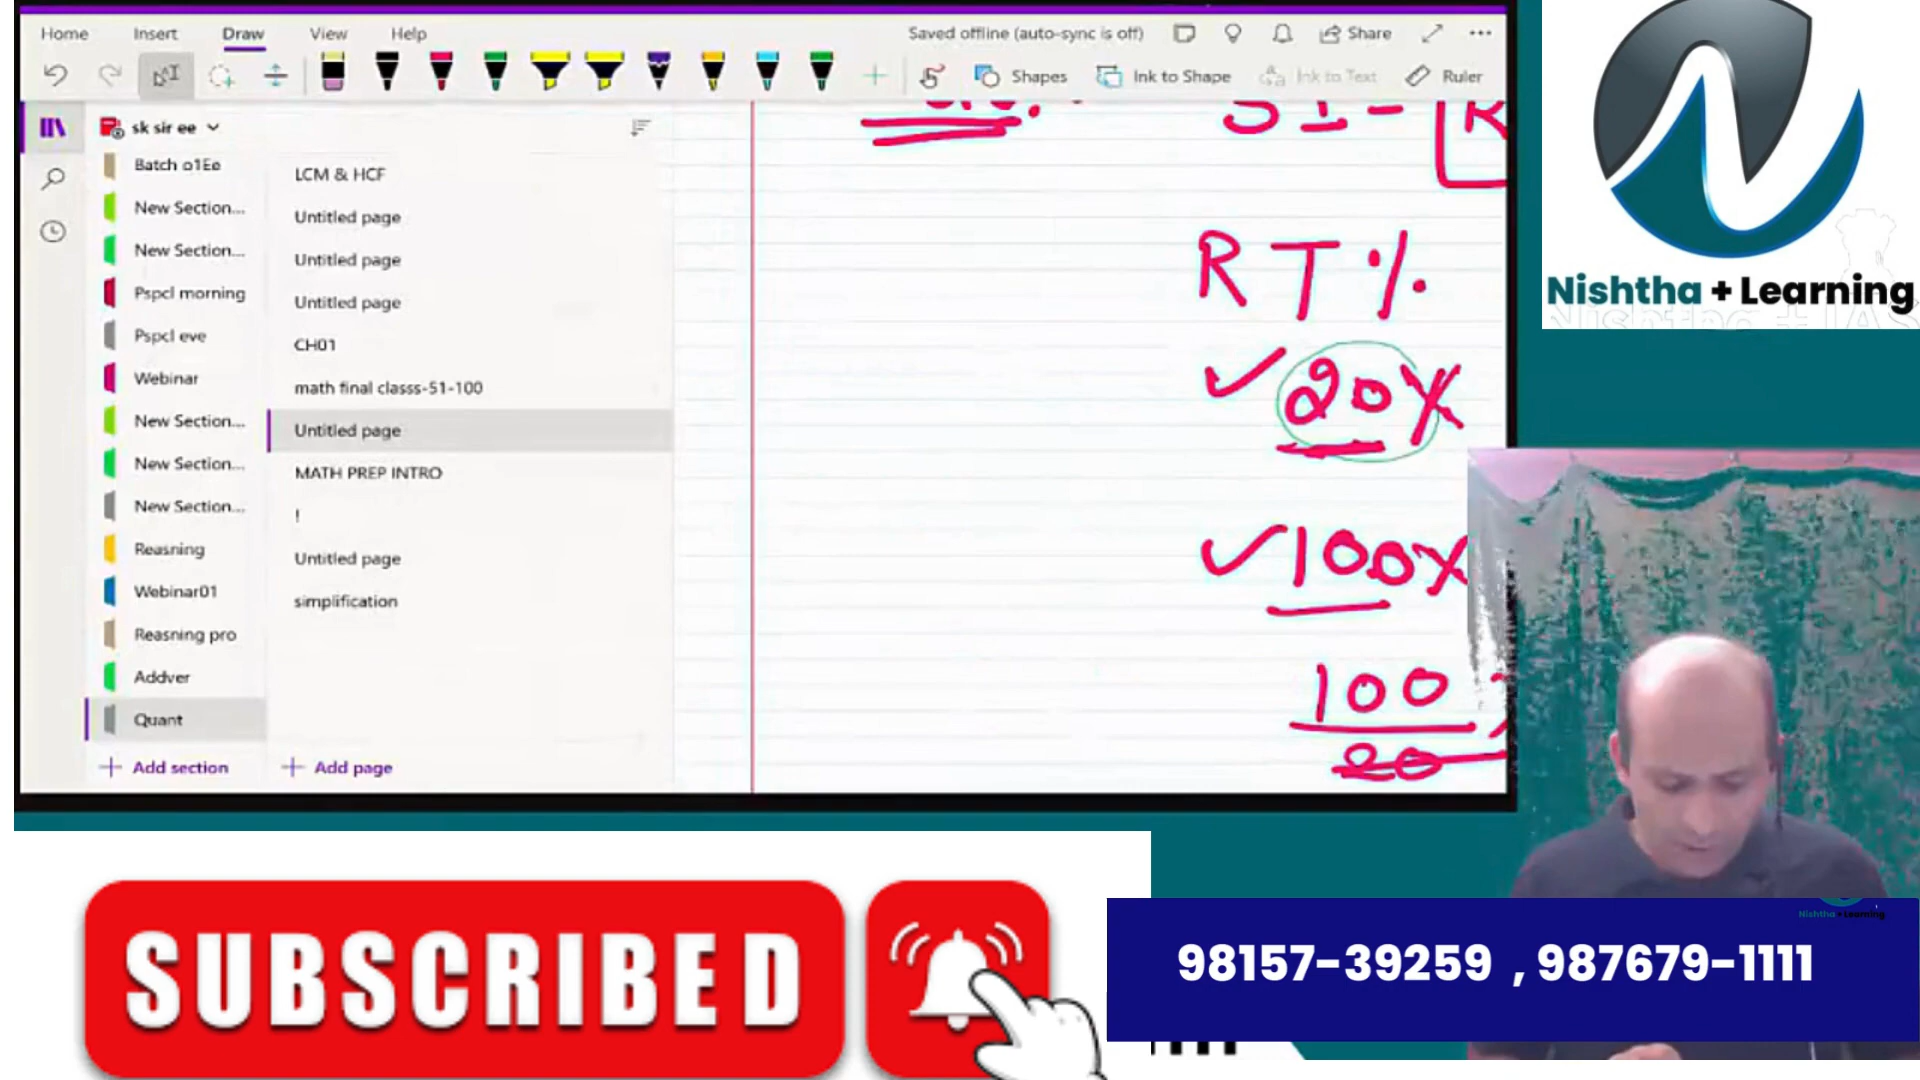 Home Insert Draw View Help Saved offline (auto-sync is off) Share
Shapes Ink to Shape Ink to Text Ruler
sk sir ee
Batch o1Ee
New Section...
New Section...
Pspcl morning
Pspcl eve
Webinar
New Section...
New Section...
New Section...
Reasning
Webinar01
Reasning pro
Addver
Quant
+ Add section
LCM & HCF
Untitled page
Untitled page
Untitled page
CH01
math final classs-51-100
Untitled page
MATH PREP INTRO
!
Untitled page
simplification
+ Add page
SI =
RT%
20%
100%
100
20
Nishtha + Learning
SUBSCRIBED
Nishtha + Learning
98157-39259 , 987679-1111